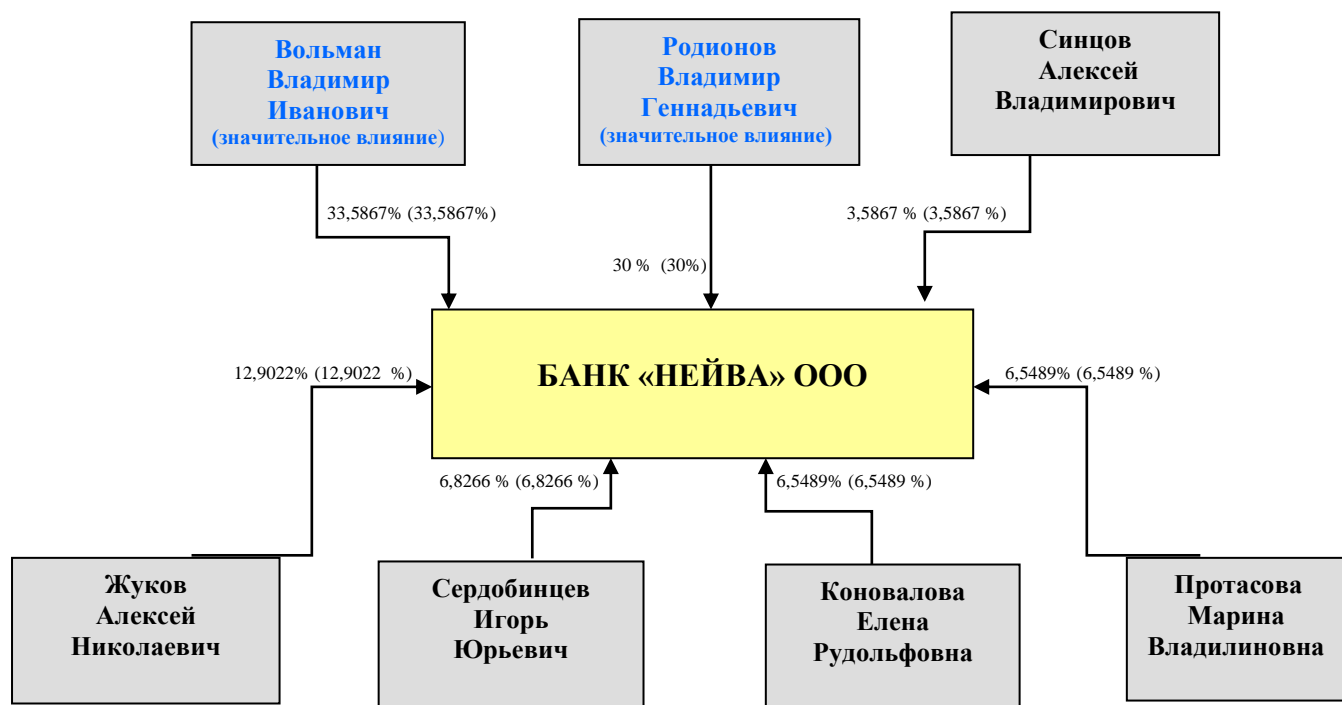 Вольман
Владимир
Иванович
(значительное влияние)
Родионов
Владимир
Геннадьевич
(значительное влияние)
Синцов
Алексей
Владимирович
33,5867% (33,5867%)
30 % (30%)
3,5867 % (3,5867 %)
БАНК «НЕЙВА» ООО
12,9022% (12,9022 %)
6,5489% (6,5489 %)
6,8266 % (6,8266 %)
6,5489% (6,5489 %)
Жуков
Алексей
Николаевич
Сердобинцев
Игорь
Юрьевич
Коновалова
Елена
Рудольфовна
Протасова
Марина
Владилиновна